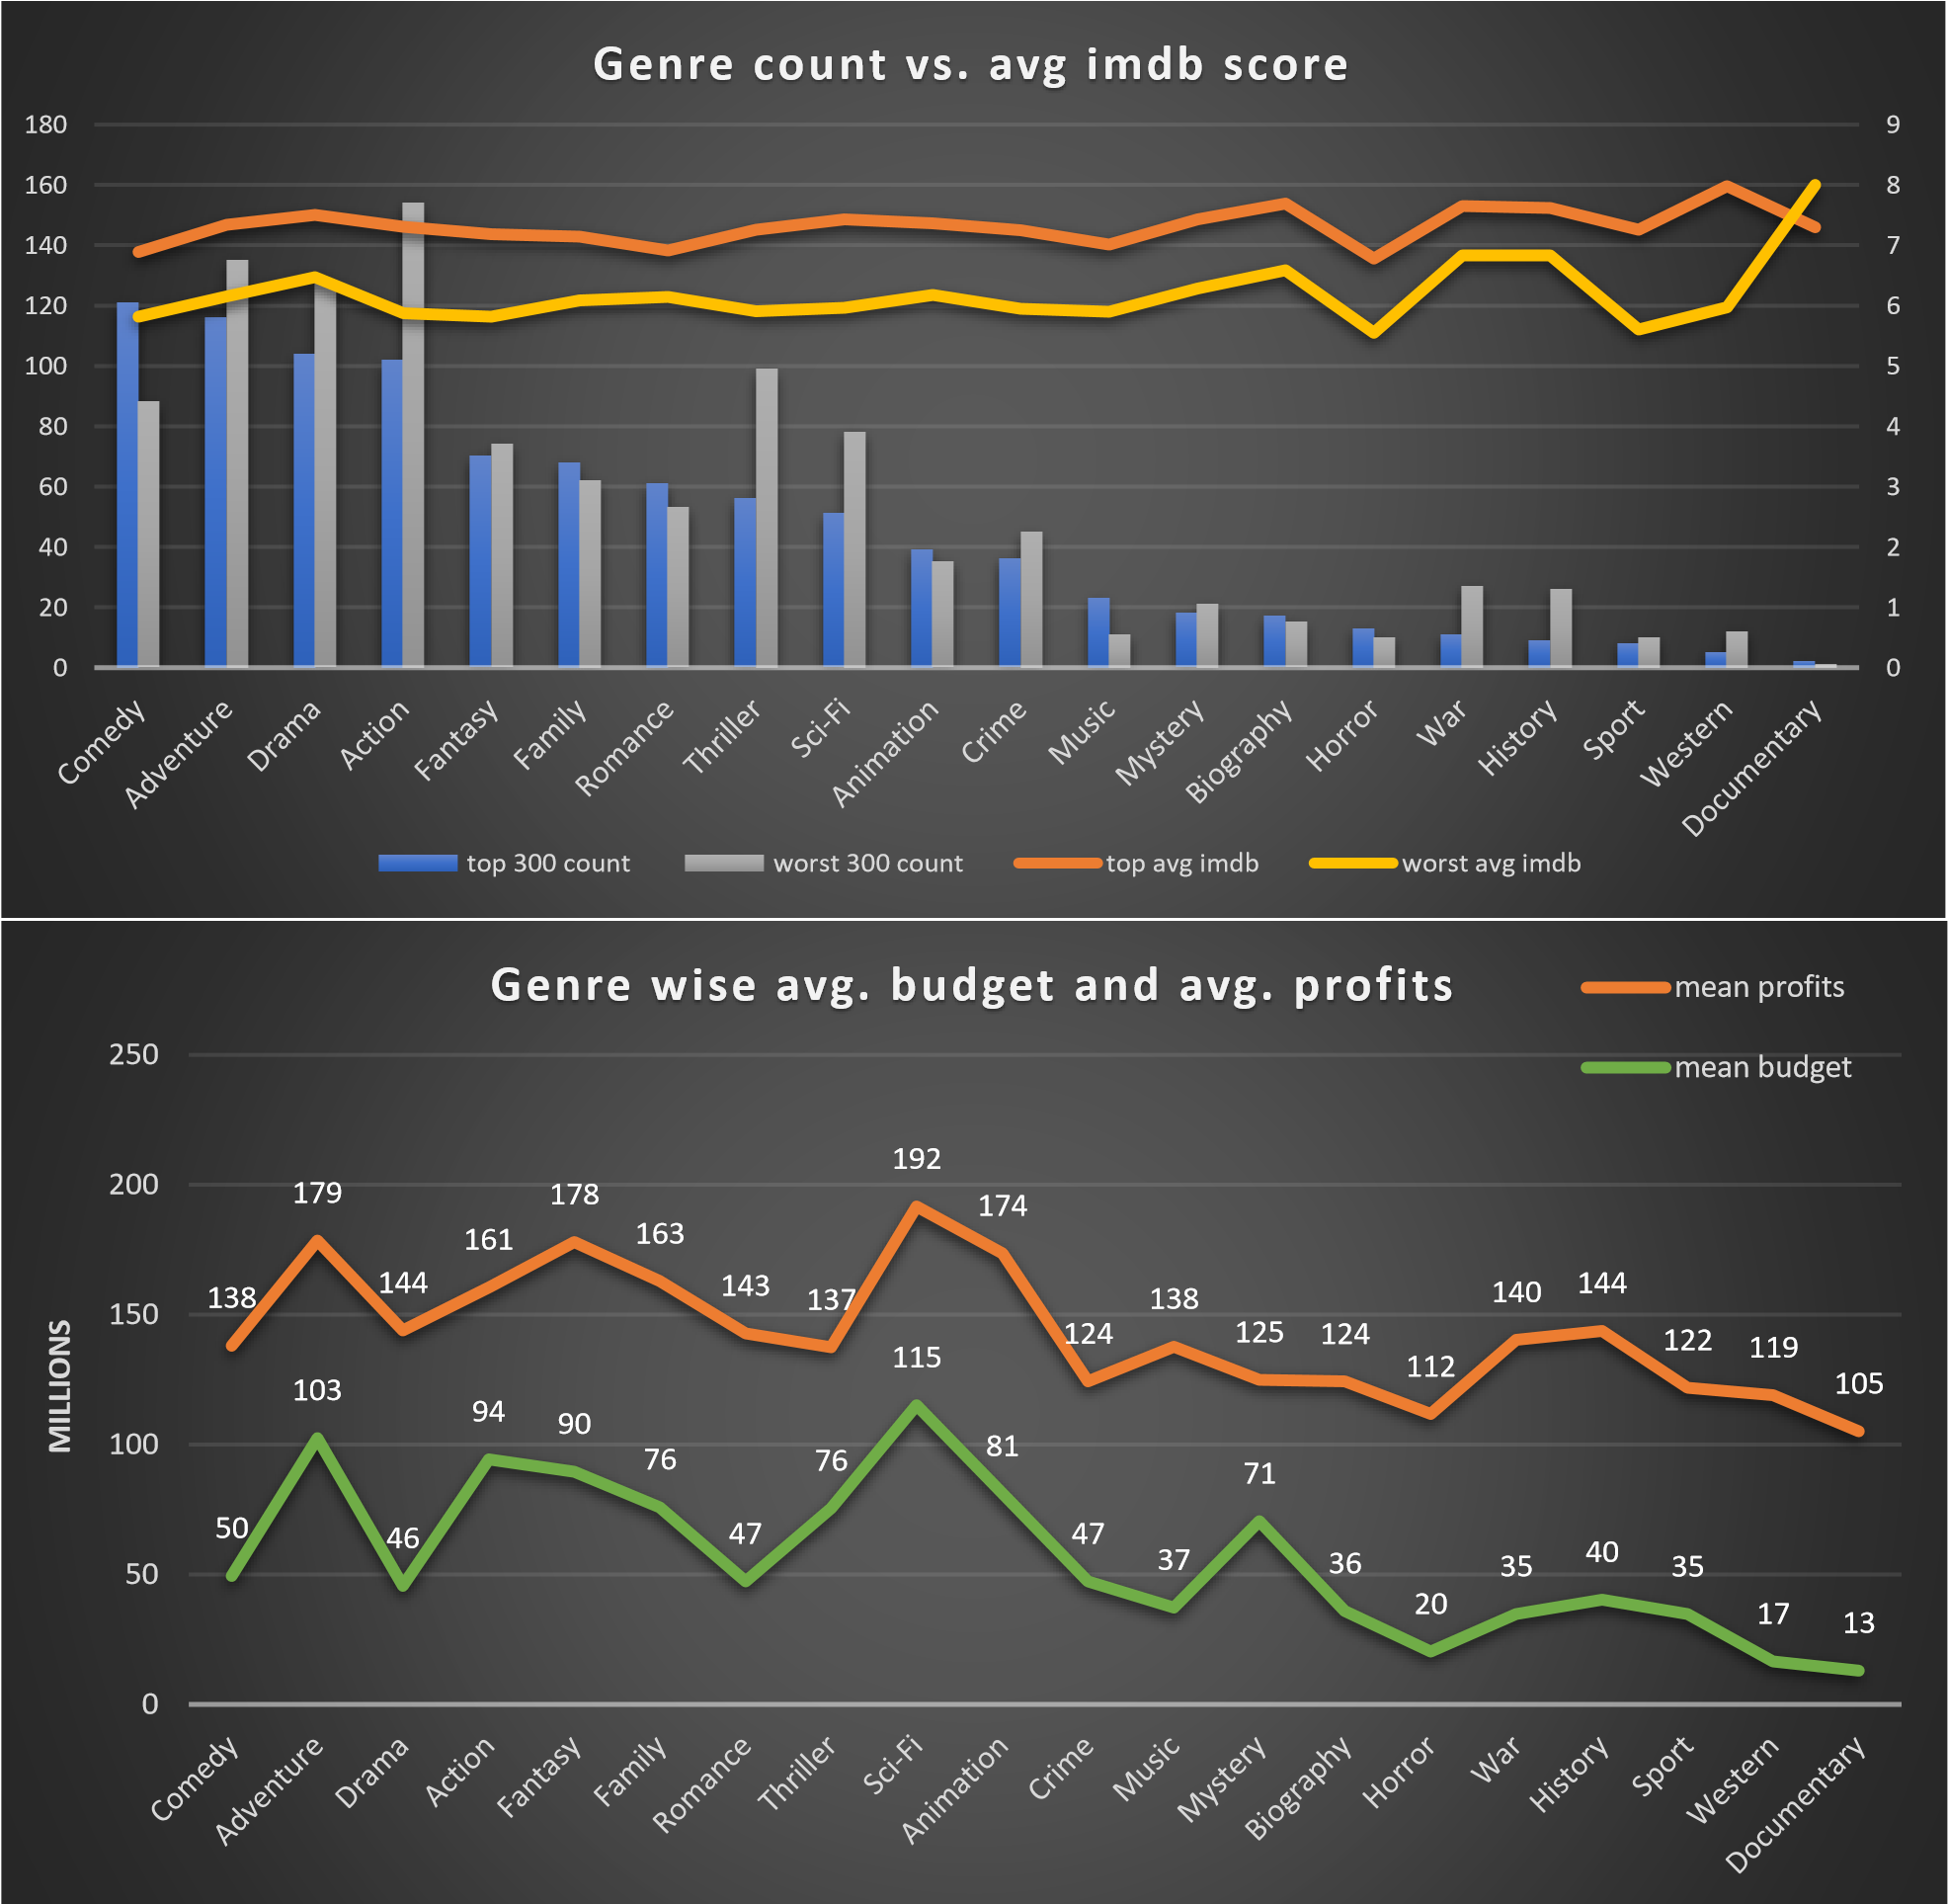 Genre count vs. avg imdb score
180
160
140
120
100
80
60
40
20
0
9
8
7
6
5
4
3
2
1
0
Comedy
Adventure
Drama
Action
Fantasy
Family
Romance
Thriller
Sci-Fi
Animation
Crime
Music
Mystery
Biography
Horror
War
History
Sport
Western
Documentary
top 300 count worst 300 count top avg imdb worst avg imdb
Genre wise avg. budget and avg. profits
mean profits
mean budget
MILLIONS
250
200
150
100
50
0
138
179
144
161
178
163
143
137
192
174
124
138
125
124
112
140
144
122
119
105
50
103
46
94
90
76
47
76
115
81
47
37
71
36
20
35
40
35
17
13
Comedy
Adventure
Drama
Action
Fantasy
Family
Romance
Thriller
Sci-Fi
Animation
Crime
Music
Mystery
Biography
Horror
War
History
Sport
Western
Documentary